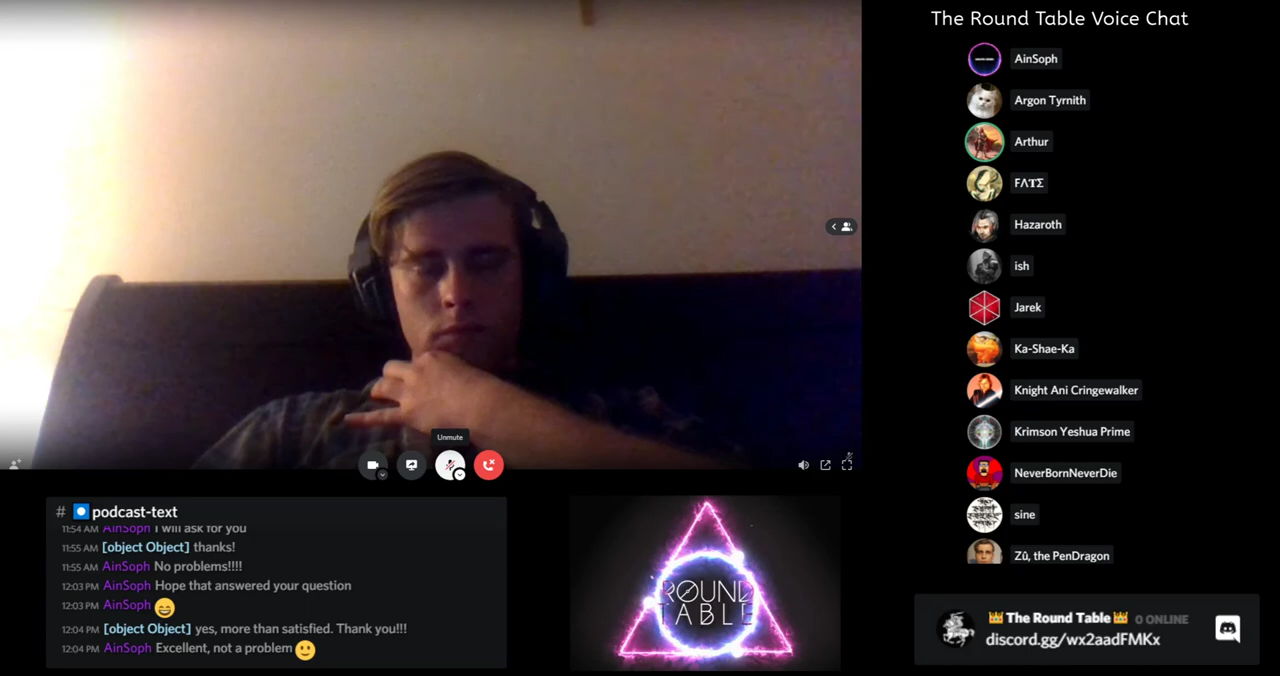 The Round Table Voice Chat
AinSoph
Argon Tyrnith
Arthur
FΛTΣ
Hazaroth
ish
Jarek
Ka-Shae-Ka
Knight Ani Cringewalker
Krimson Yeshua Prime
NeverBornNeverDie
sine
Zû, the PenDragon
Unmute
# podcast-text
11:54 AM AinSoph I will ask for you
11:55 AM [object Object] thanks!
11:55 AM AinSoph No problems!!!!
12:03 PM AinSoph Hope that answered your question
12:03 PM AinSoph 😄
12:04 PM [object Object] yes, more than satisfied. Thank you!!!
12:04 PM AinSoph Excellent, not a problem 🙂
ROUND
TABLE
👑 The Round Table 👑 0 ONLINE
discord.gg/wx2aadFMKx